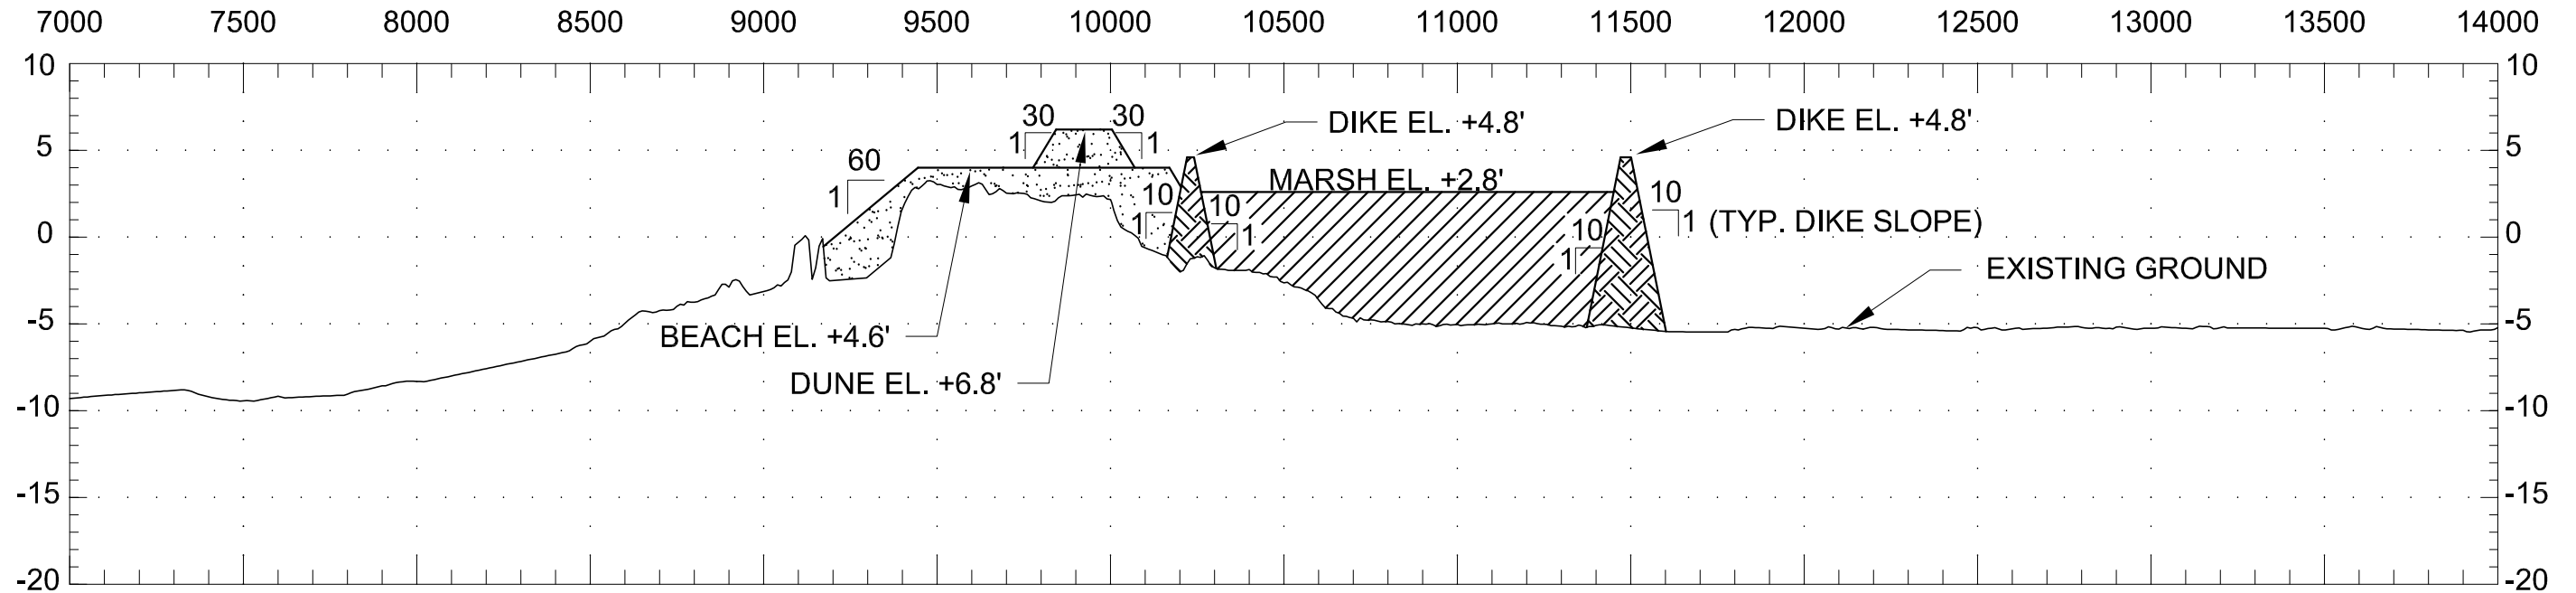 7000 7500 8000 8500 9000 9500 10000 10500 11000 11500 12000 12500 13000 13500 14000
10 10
30 30
1 1
DIKE EL. +4.8' DIKE EL. +4.8'
5 5
60
1
MARSH EL. +2.8'
10 10 10 10
1 1 1 1 (TYP. DIKE SLOPE)
0 0
EXISTING GROUND
-5 -5
BEACH EL. +4.6'
DUNE EL. +6.8'
-10 -10
-15 -15
-20 -20